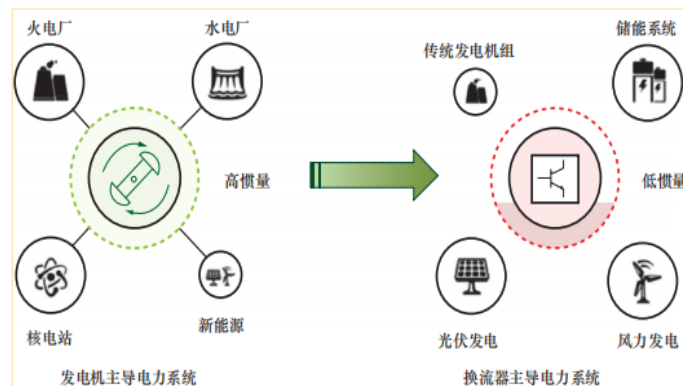 火电厂
水电厂
储能系统
传统发电机组
高惯量
低惯量
核电站
新能源
光伏发电
风力发电
发电机主导电力系统
换流器主导电力系统